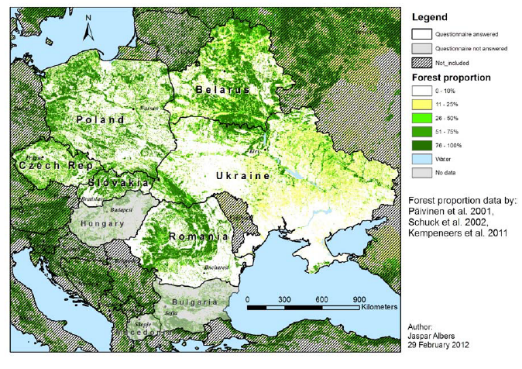 N
Legend
Questionnaire answered
Questionnaire not answered
Not_included
Forest proportion
0 - 10%
11 - 25%
26 - 50%
51 - 75%
76 - 100%
Water
No data
Forest proportion data by:
Päivinen et al. 2001,
Schuck et al. 2002,
Kempeneers et al. 2011
Belarus
Poland
Czech Rep
Slovakia
Ukraine
Budapest
Hungary
Romania
Bucharest
Bulgaria
0 300 600 900
Kilometers
Author:
Jaspar Albers
29 February 2012